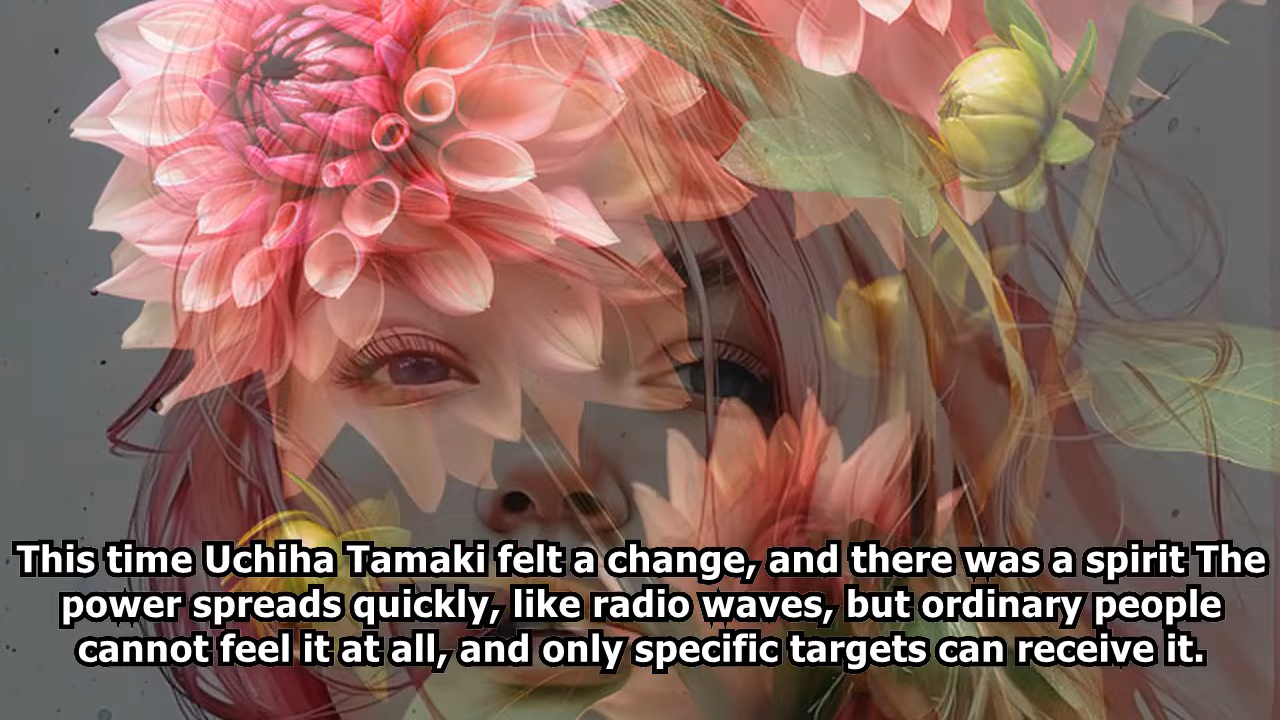 This time Uchiha Tamaki felt a change, and there was a spirit The
power spreads quickly, like radio waves, but ordinary people
cannot feel it at all, and only specific targets can receive it.